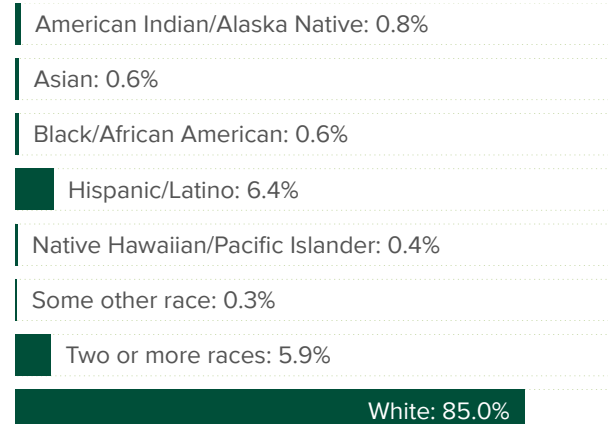 American Indian/Alaska Native: 0.8%
Asian: 0.6%
Black/African American: 0.6%
Hispanic/Latino: 6.4%
Native Hawaiian/Pacific Islander: 0.4%
Some other race: 0.3%
Two or more races: 5.9%
White: 85.0%